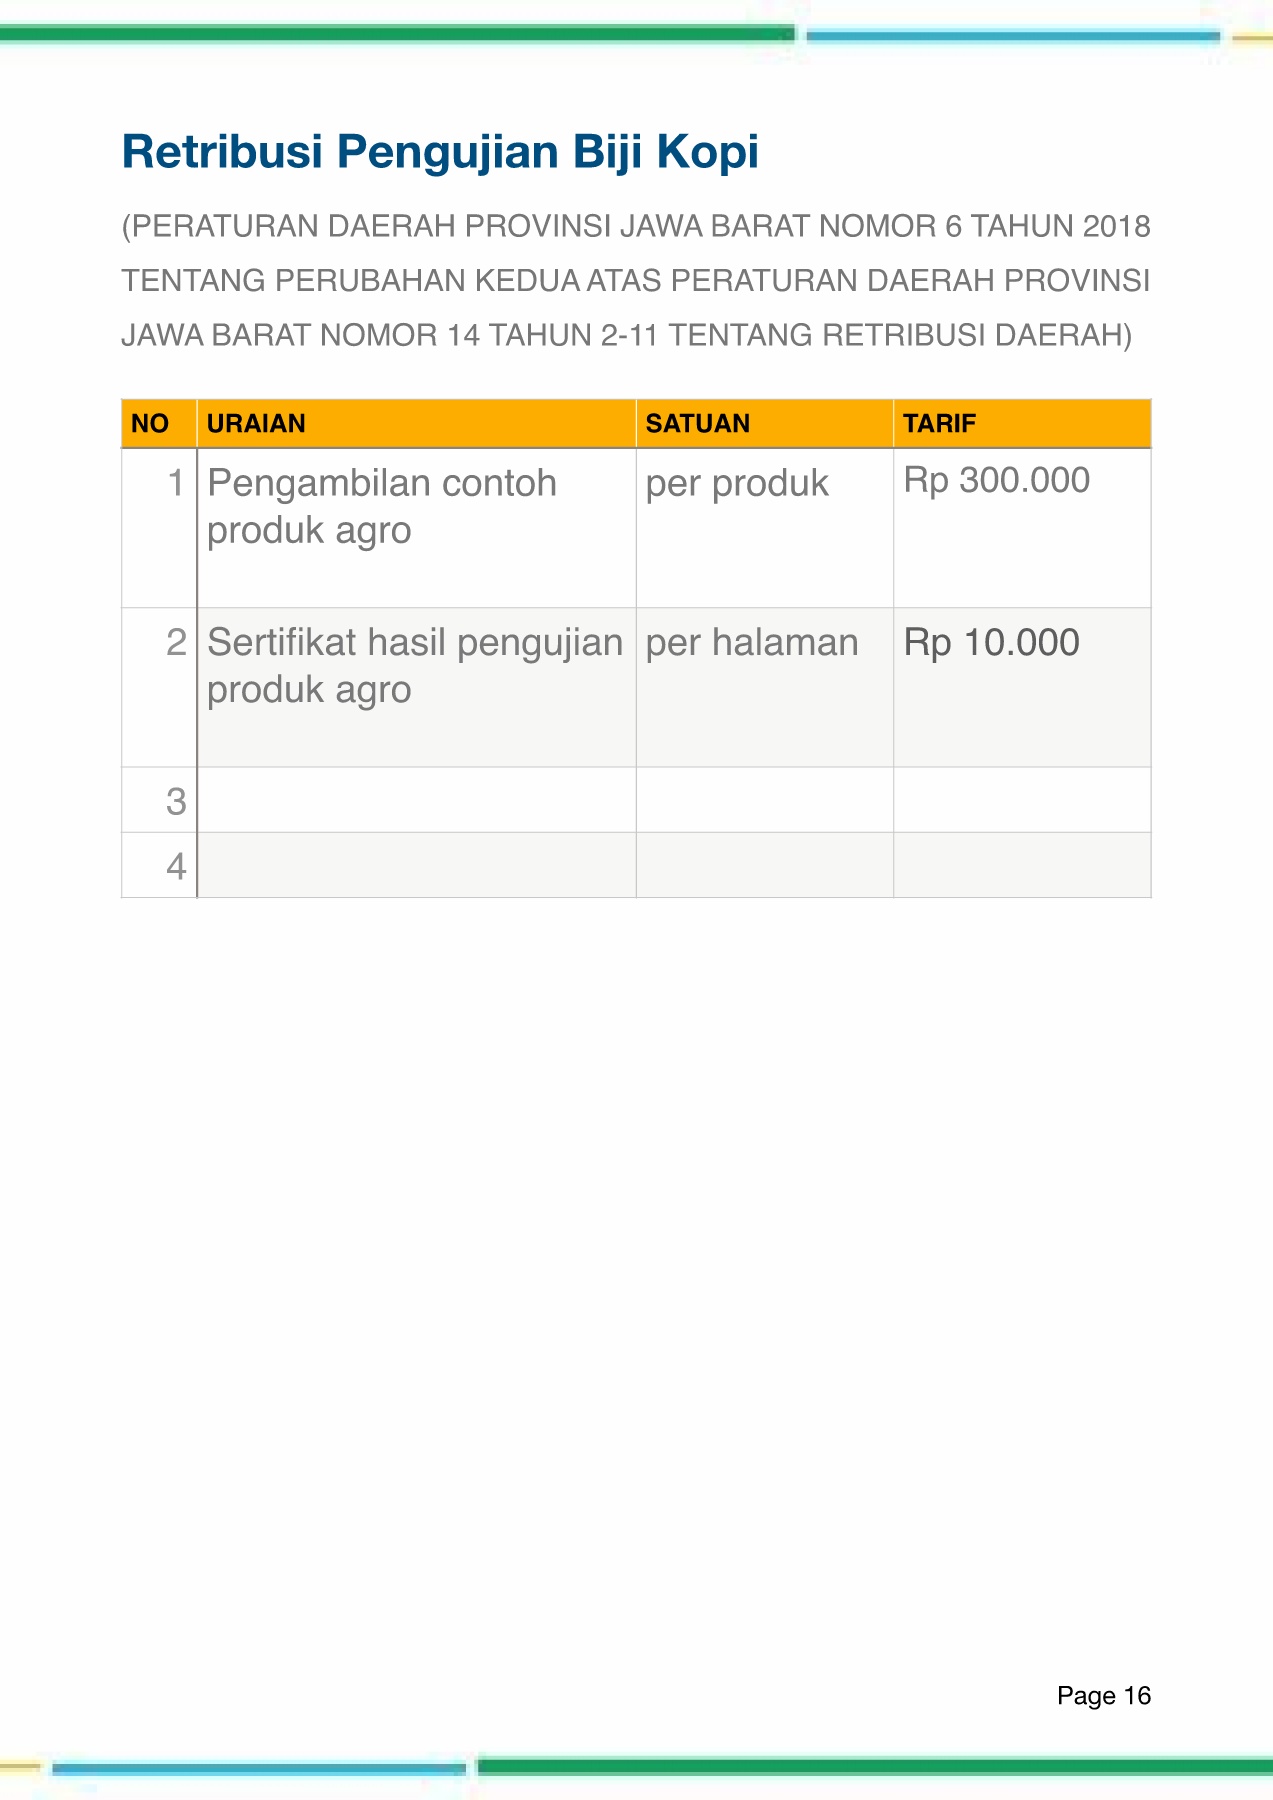 Retribusi Pengujian Biji Kopi
(PERATURAN DAERAH PROVINSI JAWA BARAT NOMOR 6 TAHUN 2018
TENTANG PERUBAHAN KEDUA ATAS PERATURAN DAERAH PROVINSI
JAWA BARAT NOMOR 14 TAHUN 2-11 TENTANG RETRIBUSI DAERAH)
NO URAIAN SATUAN TARIF
1 Pengambilan contoh per produk Rp 300.000
produk agro
2 Sertifikat hasil pengujian per halaman Rp 10.000
produk agro
3
4
Page 16